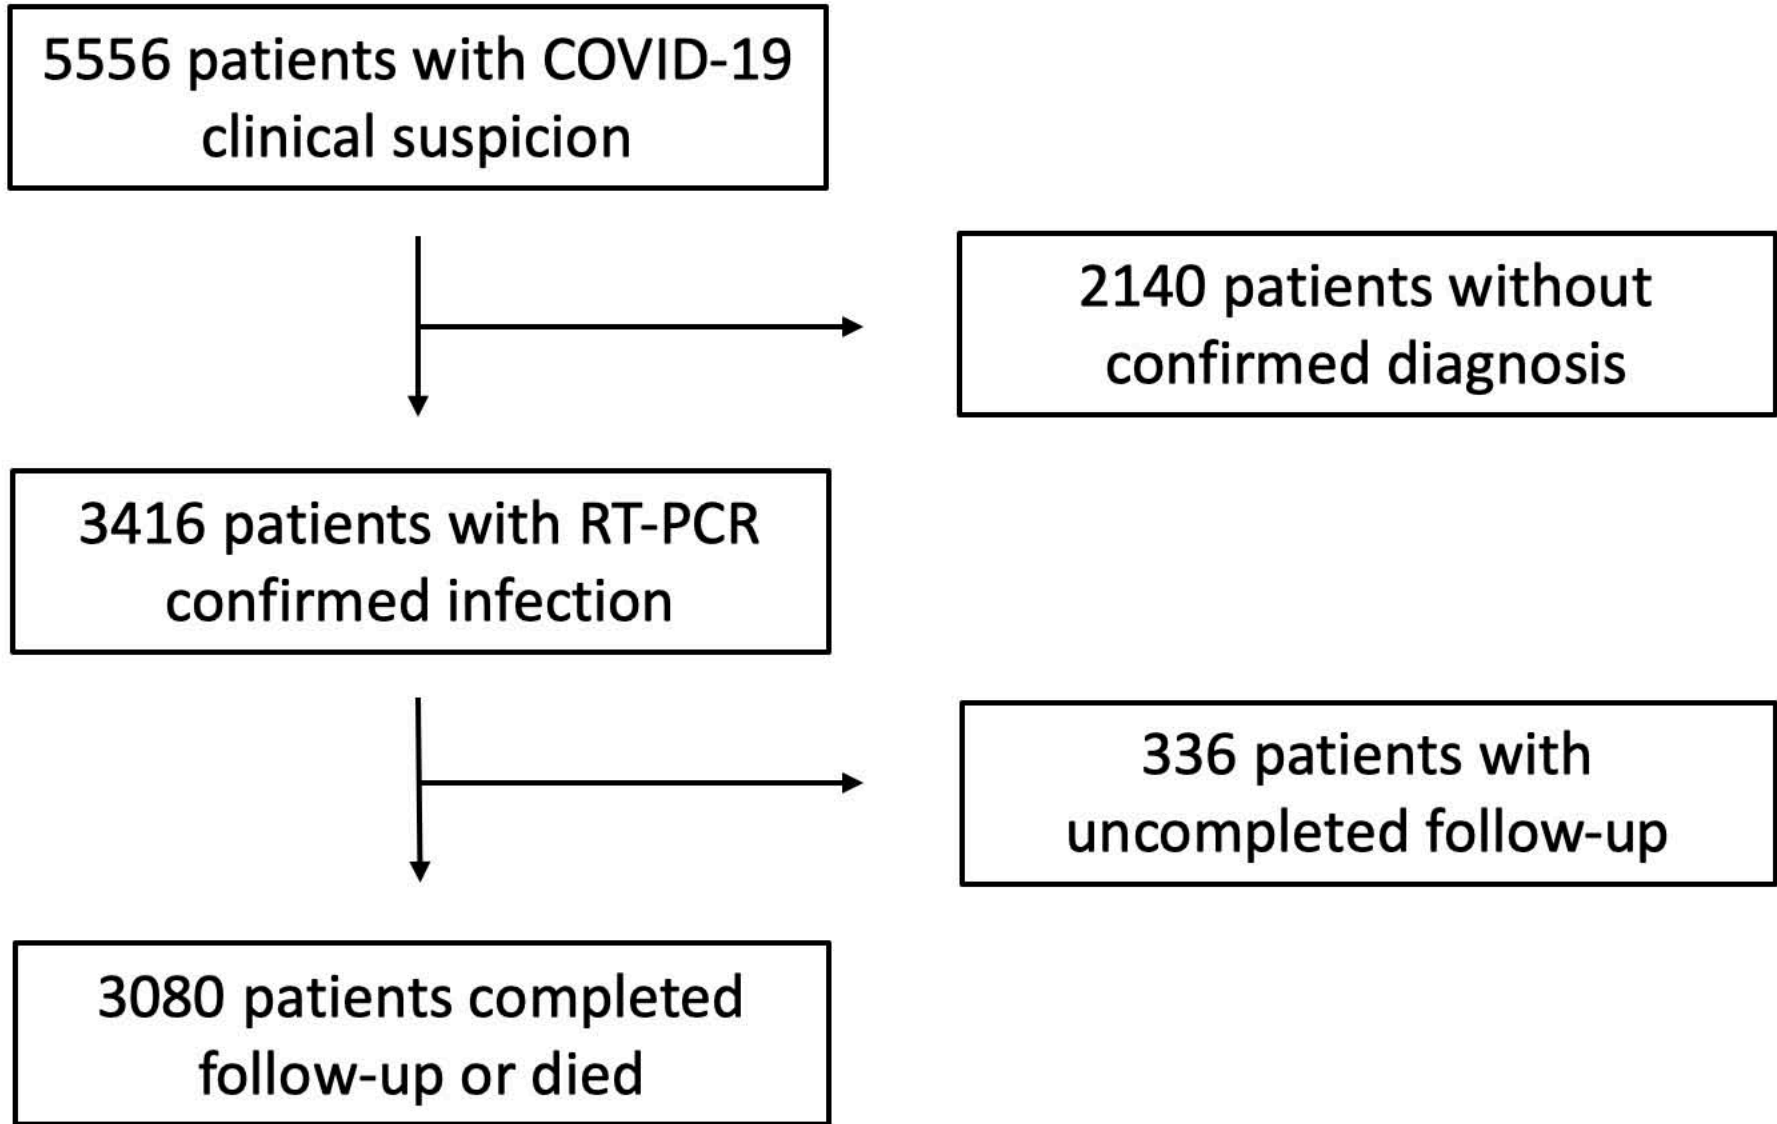 5556 patients with COVID-19
clinical suspicion
2140 patients without
confirmed diagnosis
3416 patients with RT-PCR
confirmed infection
336 patients with
uncompleted follow-up
3080 patients completed
follow-up or died